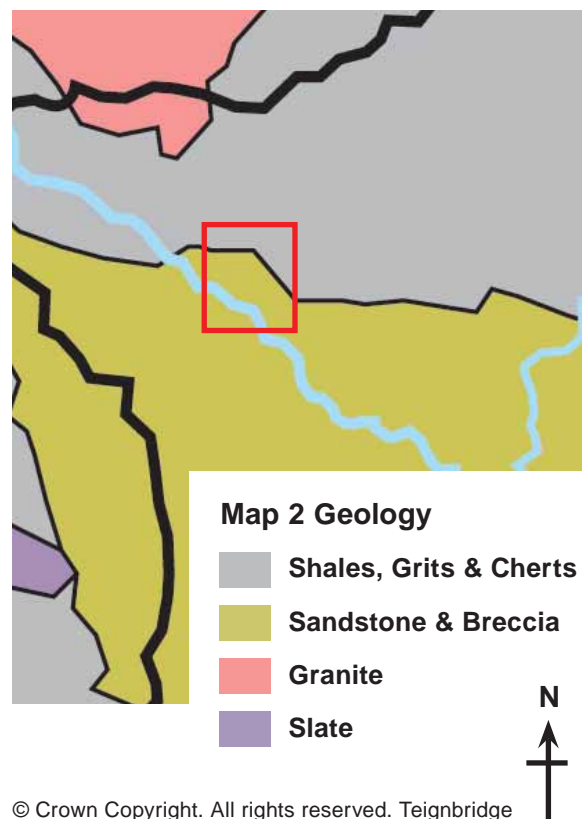 Map 2 Geology
Shales, Grits & Cherts
Sandstone & Breccia
Granite
Slate
N
© Crown Copyright. All rights reserved. Teignbridge